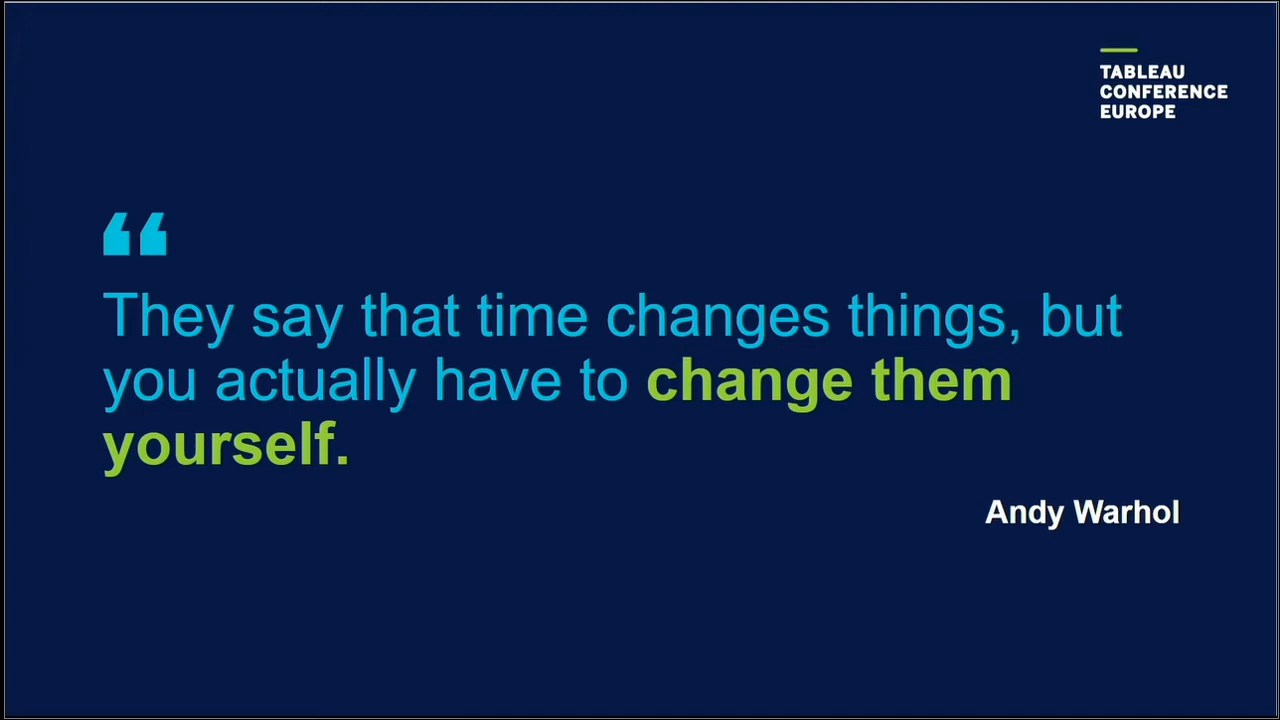 TABLEAU
CONFERENCE
EUROPE
“
They say that time changes things, but
you actually have to change them
yourself.
Andy Warhol